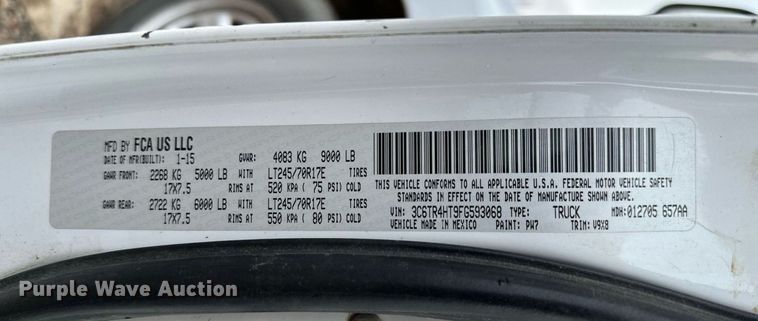 MFD BY FCA US LLC
DATE OF MFR(BUILT): 1-15 GVWR: 4083 KG 9000 LB
GAWR FRONT: 2268 KG 5000 LB WITH LT245/70R17E TIRES
17X7.5 RIMS AT 520 KPA ( 75 PSI) COLD
GAWR REAR: 2722 KG 6000 LB WITH LT245/70R17E TIRES
17X7.5 RIMS AT 550 KPA ( 80 PSI) COLD
THIS VEHICLE CONFORMS TO ALL APPLICABLE U.S.A. FEDERAL MOTOR VEHICLE SAFETY
STANDARDS IN EFFECT ON THE DATE OF MANUFACTURE SHOWN ABOVE
VIN: 3C6TR4HT9FG593068 TYPE: TRUCK MDH: 012705 657AA
VEHICLE MADE IN MEXICO PAINT: PW7 TRIM: V9X8
Purple Wave Auction